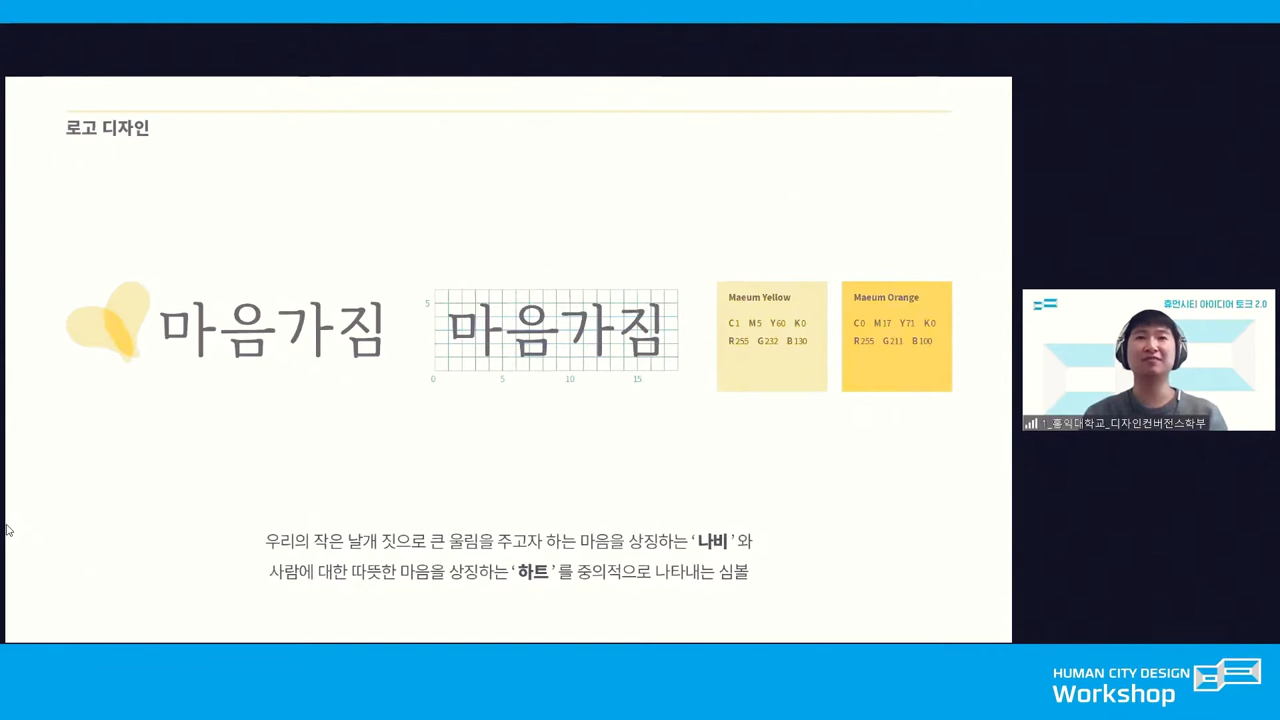 로고 디자인
마음가짐
5
마음가짐
0 5 10 15
Maeum Yellow
C1 M5 Y60 K0
R255 G232 B130
Maeum Orange
C0 M17 Y71 K0
R255 G211 B100
우리의 작은 날개 짓으로 큰 울림을 주고자 하는 마음을 상징하는 ‘나비’와
사람에 대한 따뜻한 마음을 상징하는 ‘하트’를 중의적으로 나타내는 심볼
휴먼시티 아이디어 토크 2.0
1_홍익대학교_디자인컨버전스학부
HUMAN CITY DESIGN
Workshop